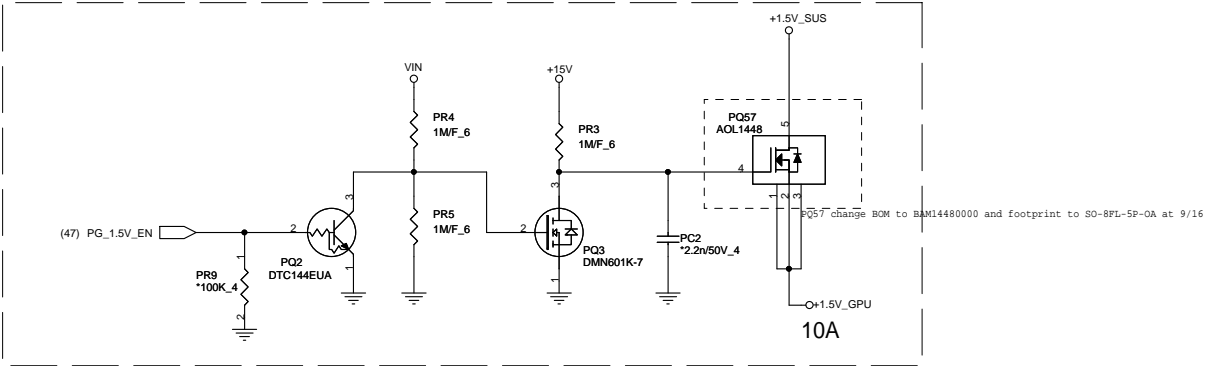 +1.5V_SUS
VIN
+15V
PQ57
AOL1448
5
PR4
1M/F_6
PR3
1M/F_6
4
1
2
3
PQ57 change BOM to BAM14480000 and footprint to SO-8FL-5P-OA at 9/16
3
3
(47) PG_1.5V_EN
2
PR5
1M/F_6
2
PC2
*2.2n/50V_4
PQ3
DMN601K-7
PQ2
DTC144EUA
1
1
1
PR9
*100K_4
2
+1.5V_GPU
10A